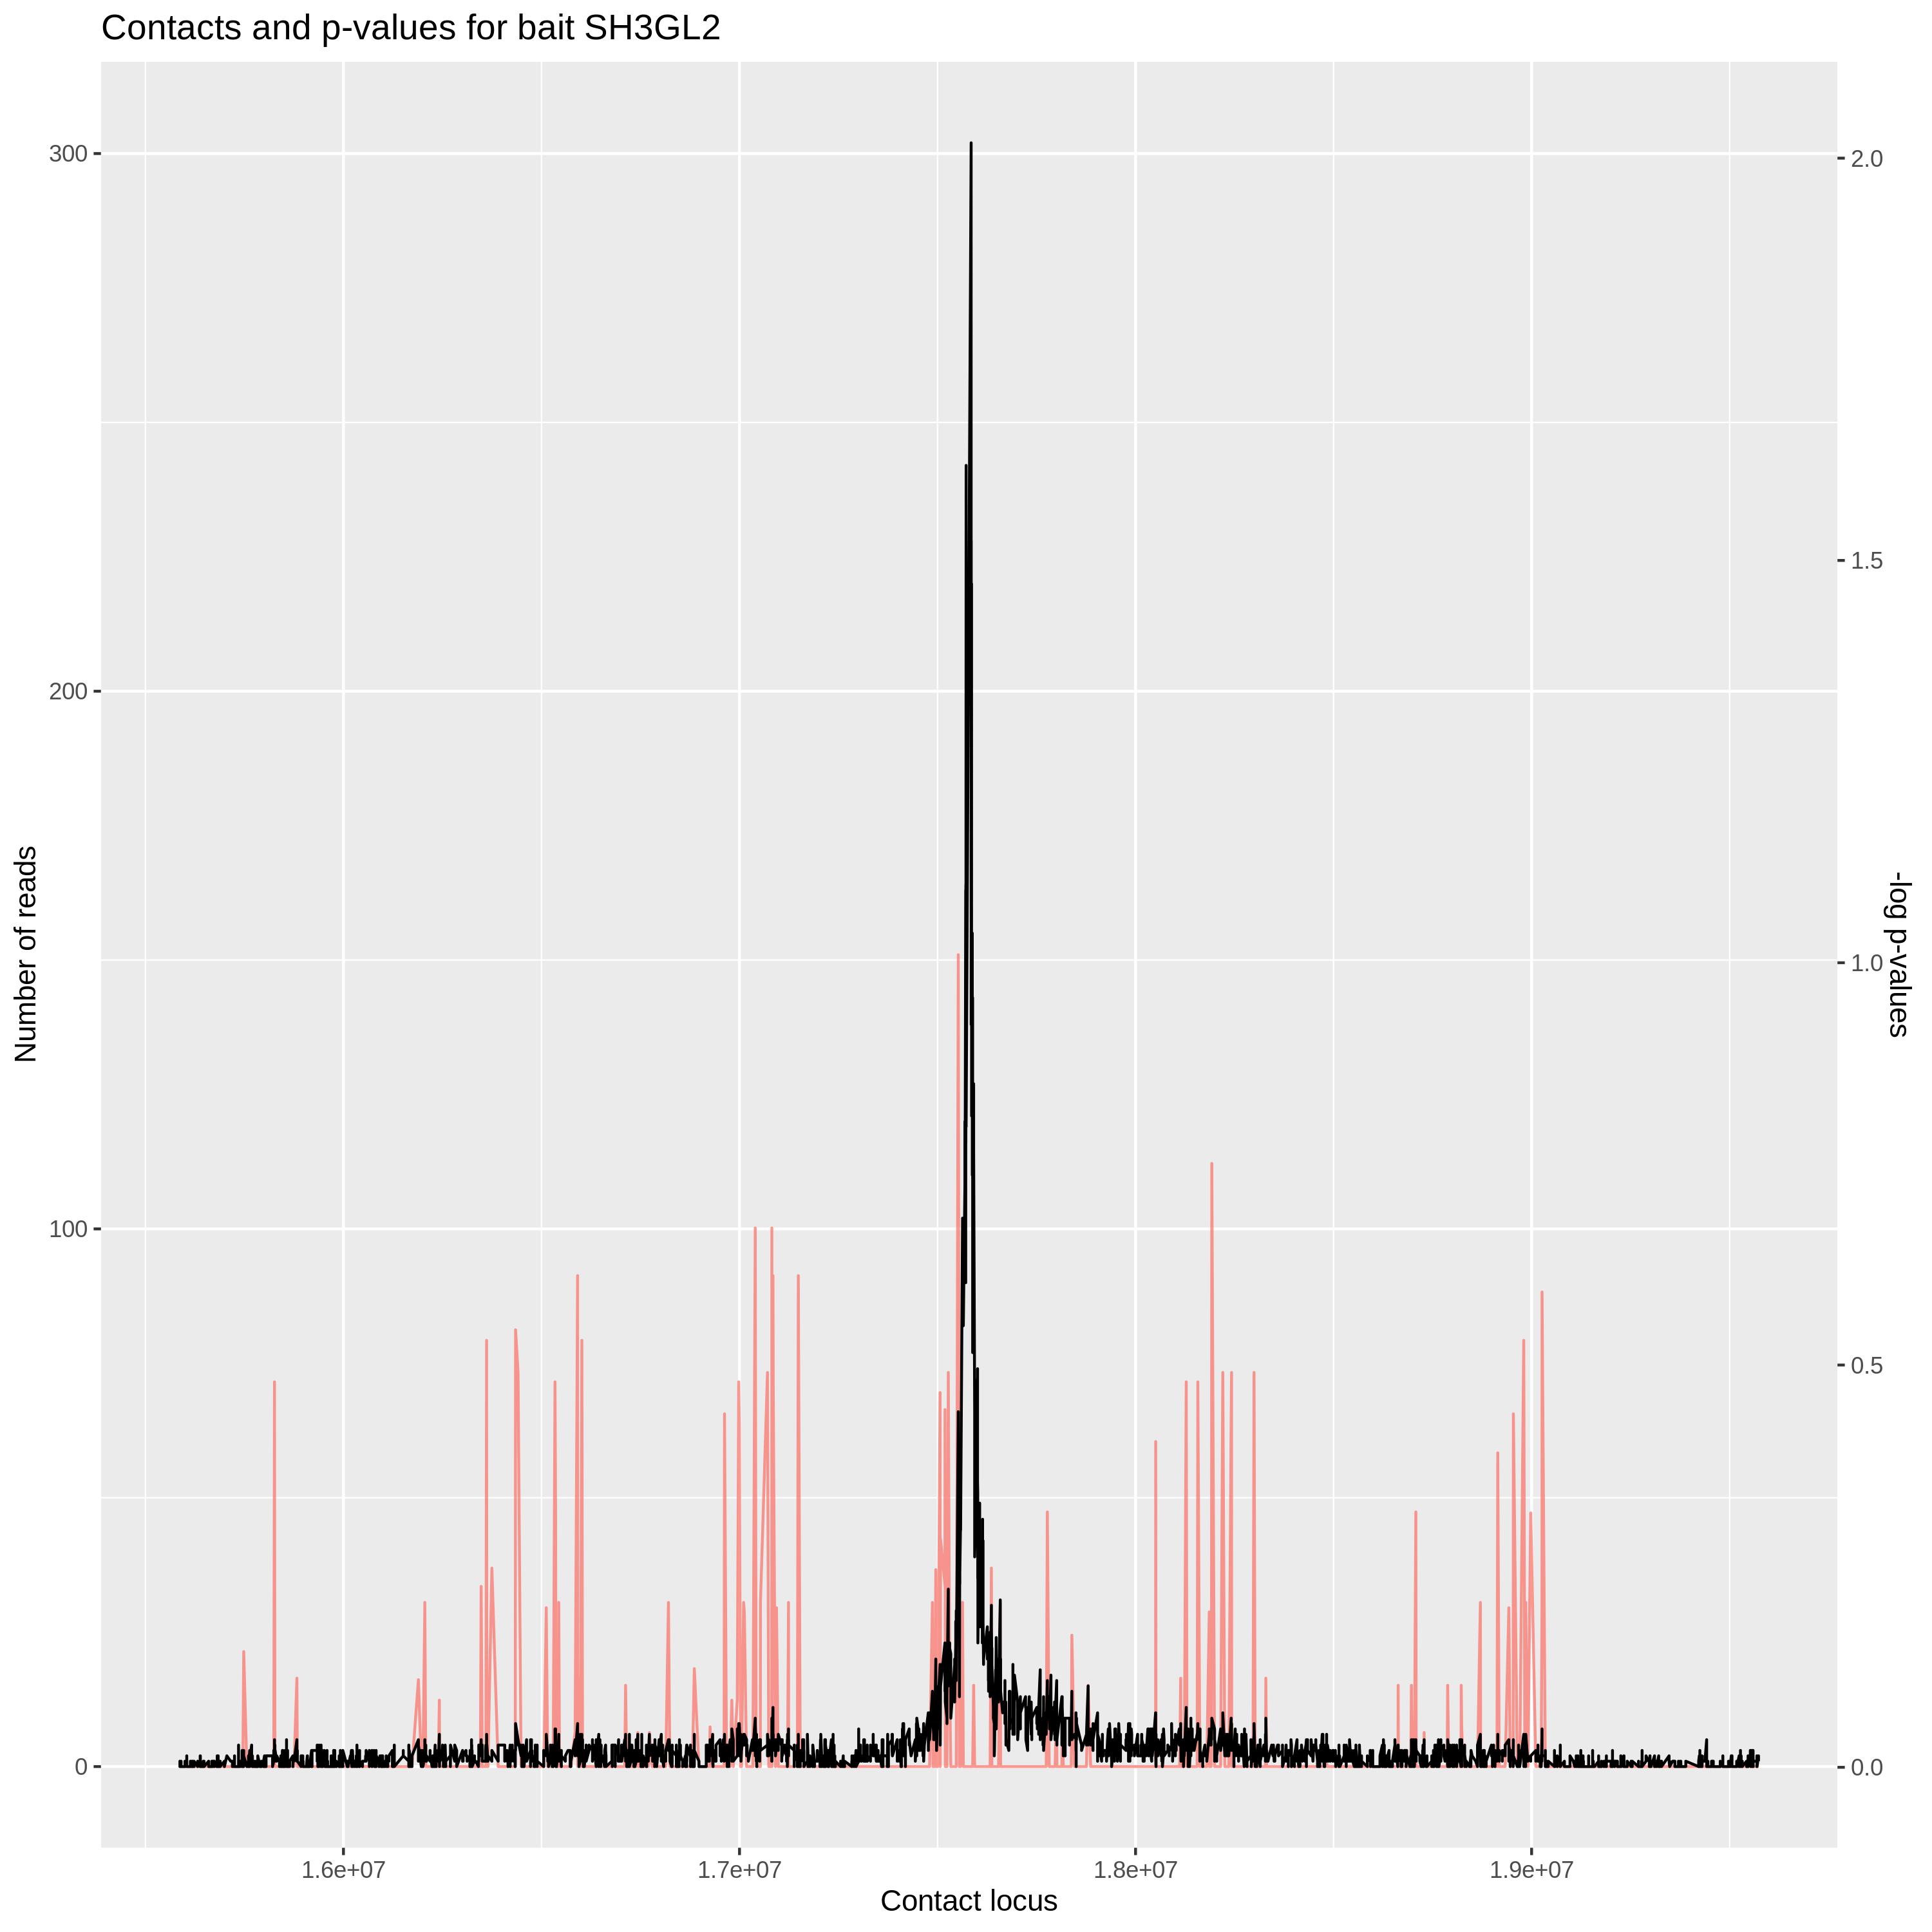 Contacts and p-values for bait SH3GL2
300
200
100
0
Number of reads
2.0
1.5
1.0
0.5
0.0
-log p-values
1.6e+07
1.7e+07
1.8e+07
1.9e+07
Contact locus